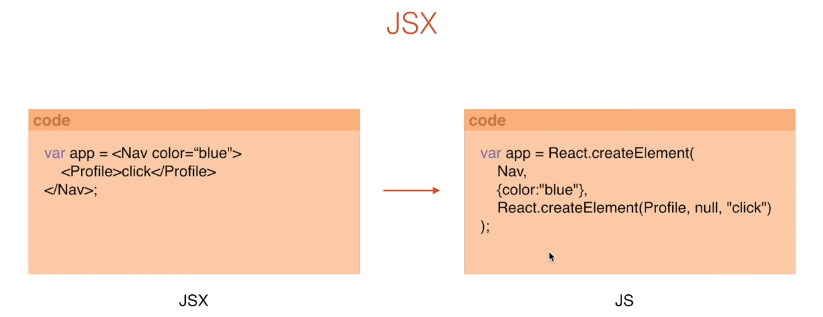 JSX
code
var app = <Nav color=“blue">
<Profile>click</Profile>
</Nav>;
JSX
code
var app = React.createElement(
Nav,
{color:"blue"},
React.createElement(Profile, null, "click")
);
JS